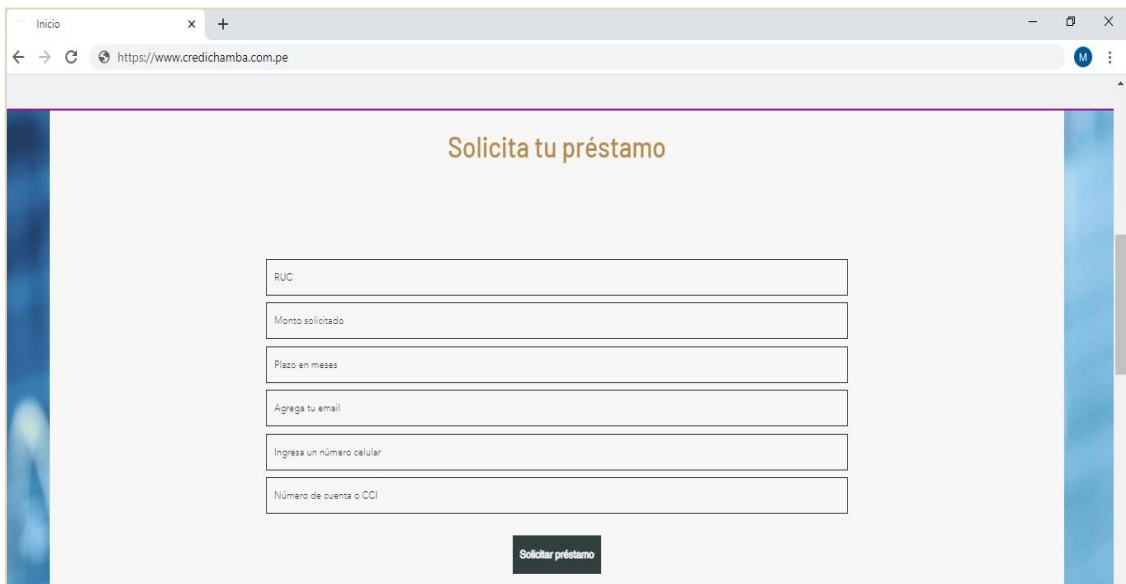 Inicio
https://www.credichamba.com.pe
M
Solicita tu préstamo
RUC
Monto solicitado
Plazo en meses
Agrega tu email
Ingresa un número celular
Número de cuenta o CCI
Solicitar préstamo